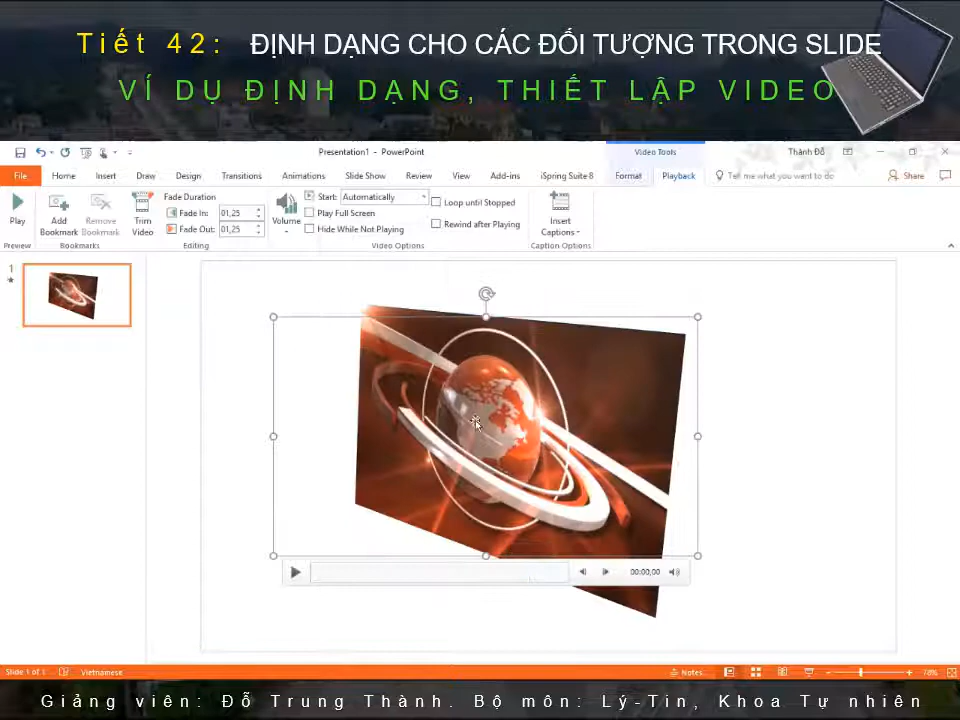 Tiết 42: ĐỊNH DẠNG CHO CÁC ĐỐI TƯỢNG TRONG SLIDE
VÍ DỤ ĐỊNH DẠNG, THIẾT LẬP VIDEO
Presentation1 - PowerPoint
Video Tools
Thành Đỗ
File Home Insert Draw Design Transitions Animations Slide Show Review View Add-ins iSpring Suite 8 Format Playback Tell me what you want to do Share
Play
Preview
Add Bookmark
Remove Bookmark
Bookmarks
Trim Video
Fade Duration
Fade In: 01,25
Fade Out: 01,25
Editing
Volume
Start: Automatically
Play Full Screen
Hide While Not Playing
Loop until Stopped
Rewind after Playing
Video Options
Insert Captions
Caption Options
1
00:00,00
Slide 1 of 1 Vietnamese Notes 78%
Giảng viên: Đỗ Trung Thành. Bộ môn: Lý-Tin, Khoa Tự nhiên